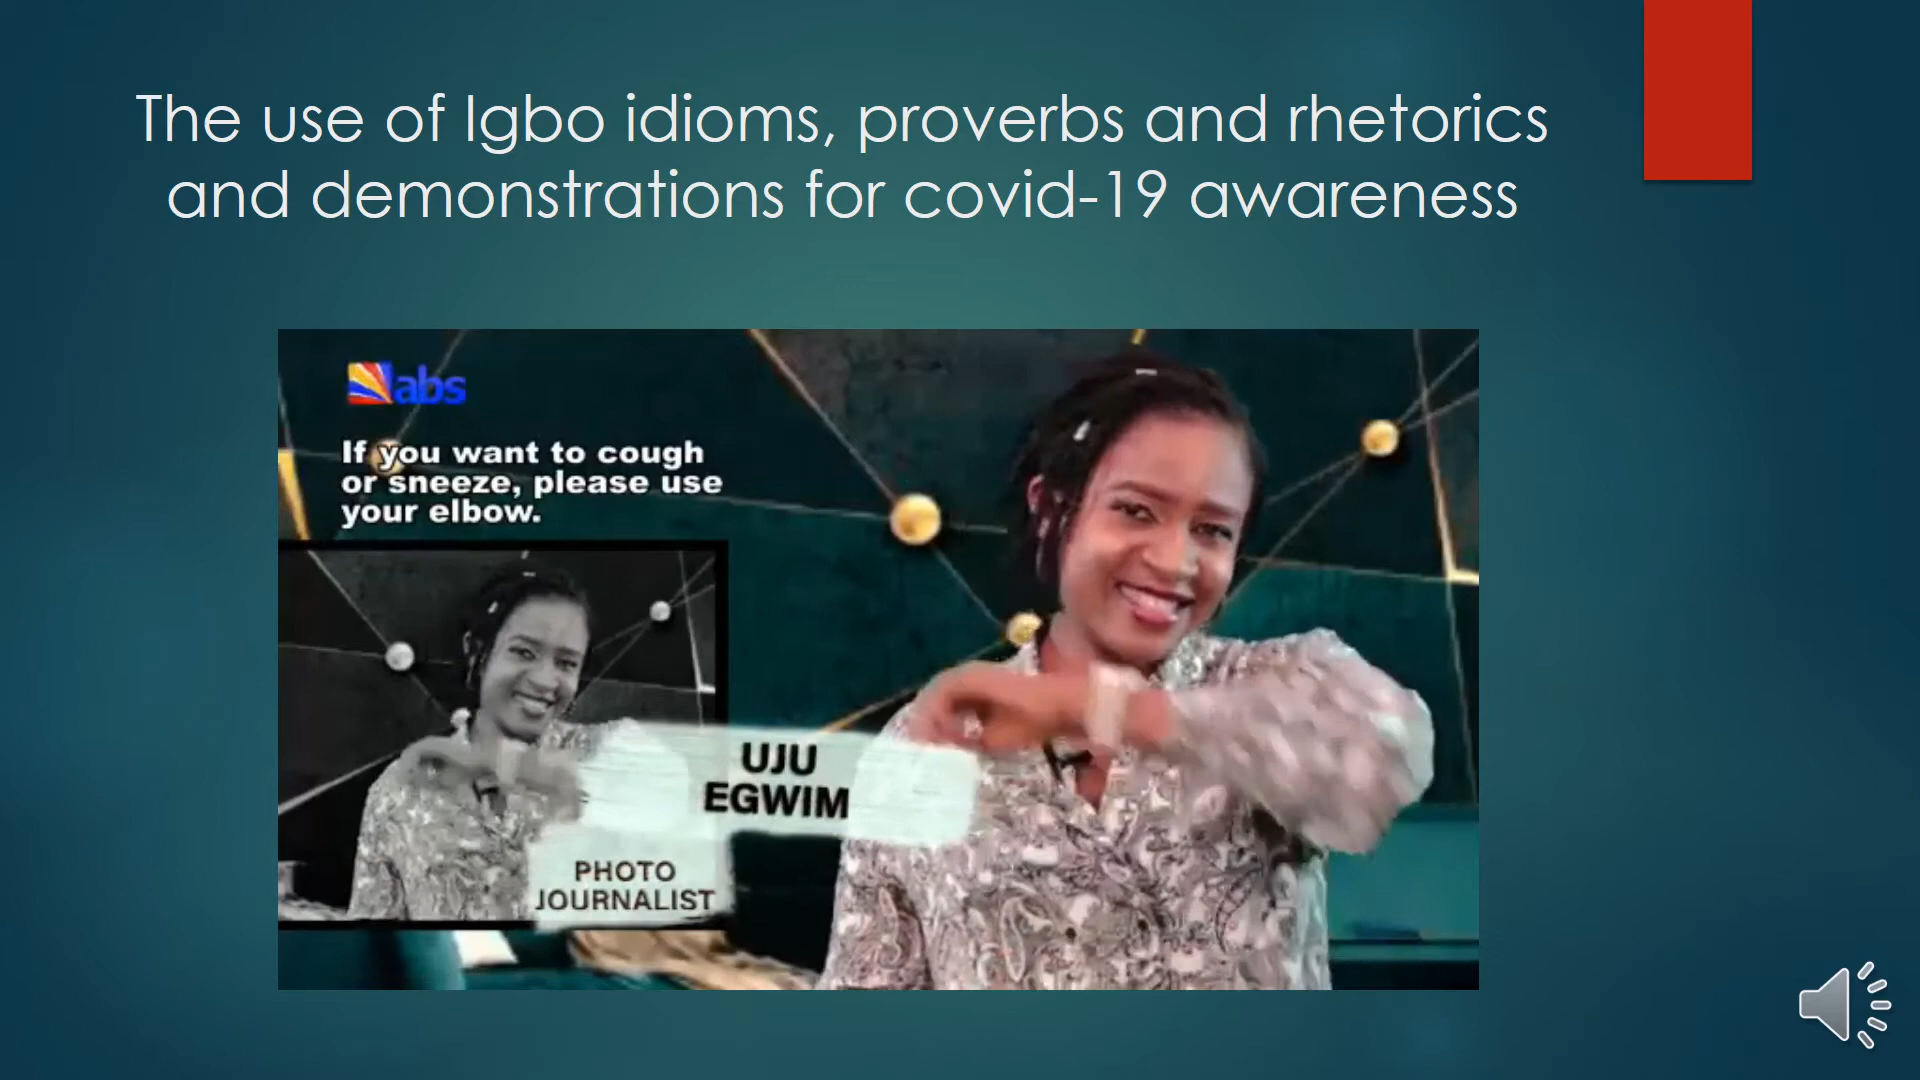 The use of Igbo idioms, proverbs and rhetorics
and demonstrations for covid-19 awareness
abs
If you want to cough
or sneeze, please use
your elbow.
UJU
EGWIM
PHOTO
JOURNALIST